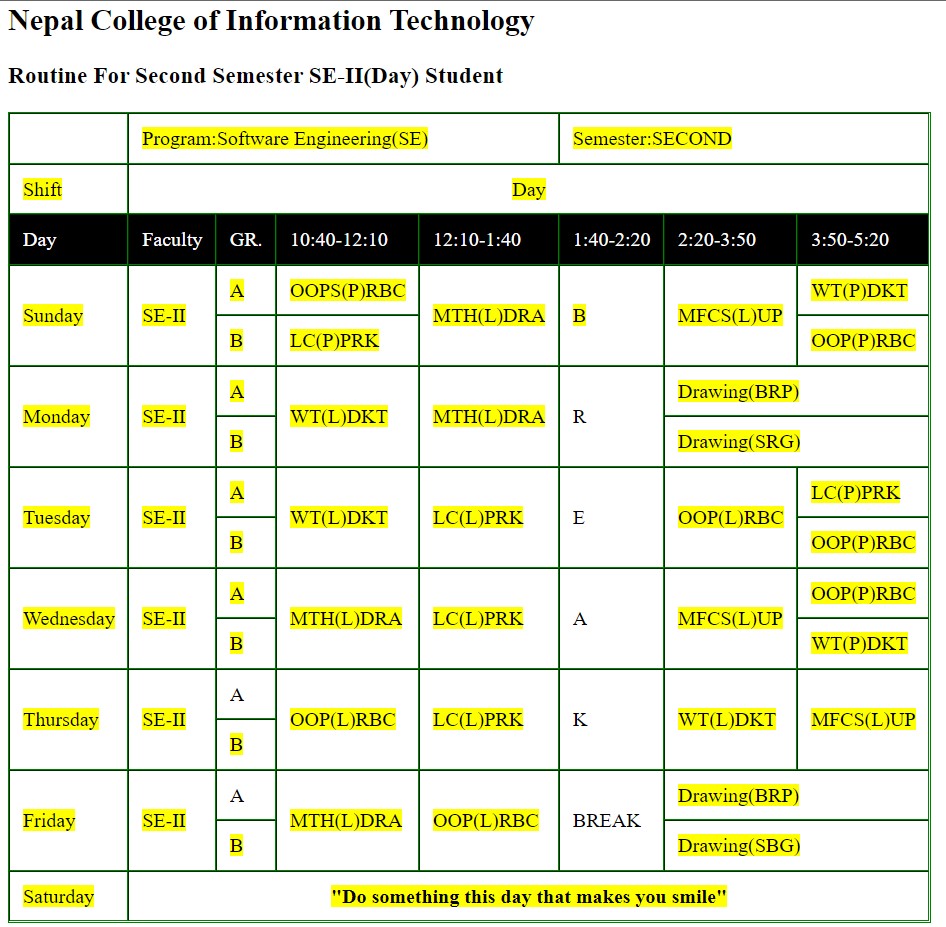 Nepal College of Information Technology
Routine For Second Semester SE-II(Day) Student
Program:Software Engineering(SE) Semester:SECOND
Shift Day
Day Faculty GR. 10:40-12:10 12:10-1:40 1:40-2:20 2:20-3:50 3:50-5:20
Sunday SE-II A OOPS(P)RBC MTH(L)DRA B MFCS(L)UP WT(P)DKT
B LC(P)PRK OOP(P)RBC
Monday SE-II A WT(L)DKT MTH(L)DRA R Drawing(BRP)
B Drawing(SRG)
Tuesday SE-II A WT(L)DKT LC(L)PRK E OOP(L)RBC LC(P)PRK
B OOP(P)RBC
Wednesday SE-II A MTH(L)DRA LC(L)PRK A MFCS(L)UP OOP(P)RBC
B WT(P)DKT
Thursday SE-II A OOP(L)RBC LC(L)PRK K WT(L)DKT MFCS(L)UP
B
Friday SE-II A MTH(L)DRA OOP(L)RBC BREAK Drawing(BRP)
B Drawing(SBG)
Saturday "Do something this day that makes you smile"